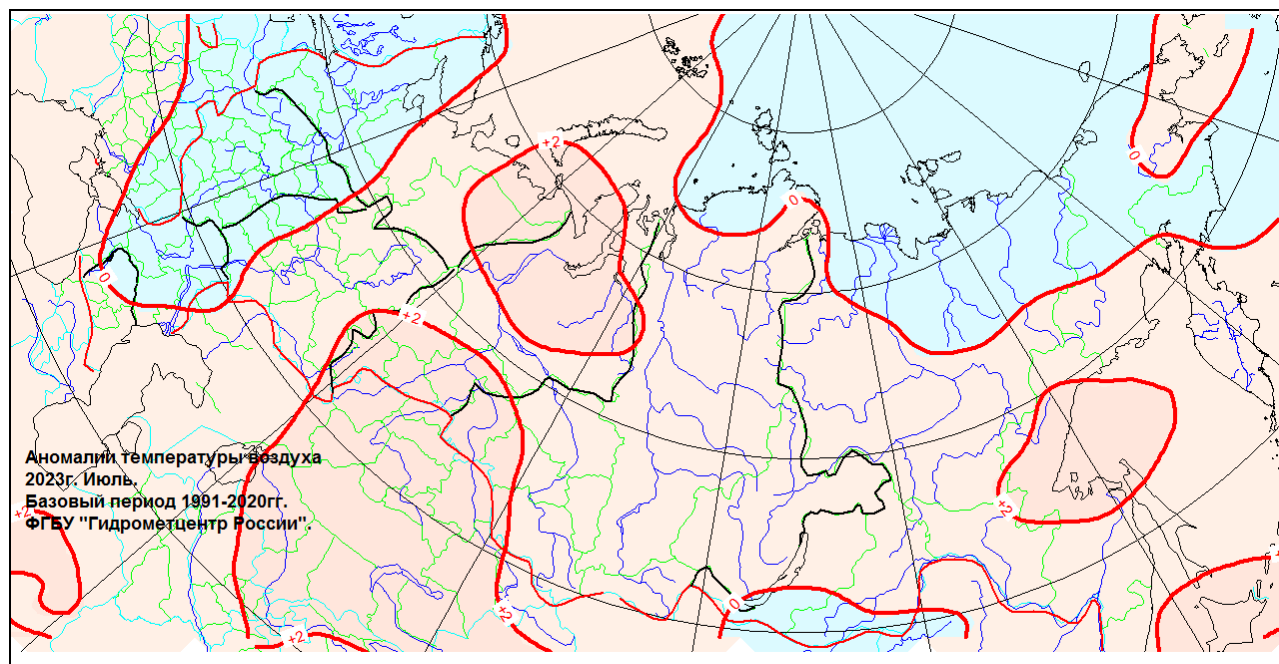 +2
0
0
0
+2
Аномалии температуры воздуха
2023г. Июль.
Базовый период 1991-2020гг.
+2
+2
ФГБУ "Гидрометцентр России".
0
+2
+2